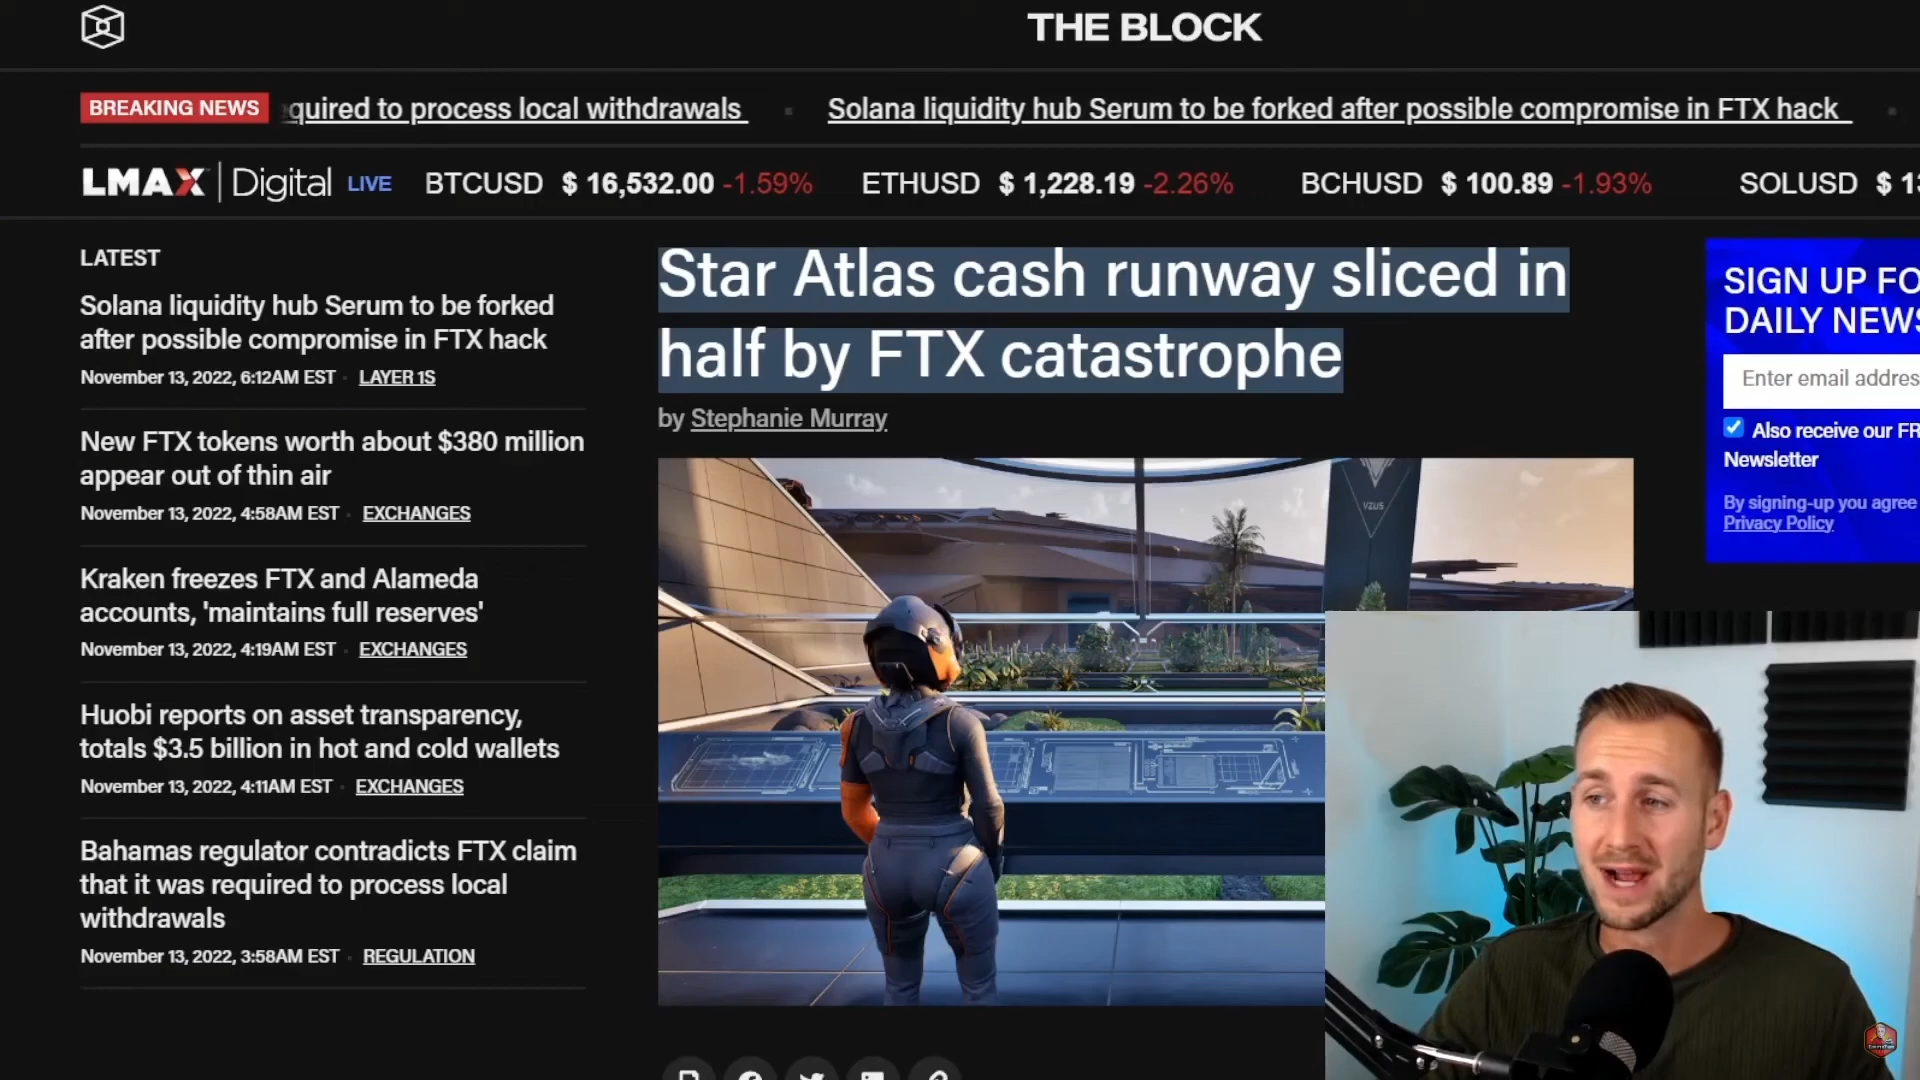 THE BLOCK
BREAKING NEWS quired to process local withdrawals Solana liquidity hub Serum to be forked after possible compromise in FTX hack
LMAX Digital LIVE BTCUSD $ 16,532.00 -1.59% ETHUSD $ 1,228.19 -2.26% BCHUSD $ 100.89 -1.93% SOLUSD $
LATEST
Solana liquidity hub Serum to be forked
after possible compromise in FTX hack
November 13, 2022, 6:12AM EST · LAYER 1S
New FTX tokens worth about $380 million
appear out of thin air
November 13, 2022, 4:58AM EST · EXCHANGES
Kraken freezes FTX and Alameda
accounts, 'maintains full reserves'
November 13, 2022, 4:19AM EST · EXCHANGES
Huobi reports on asset transparency,
totals $3.5 billion in hot and cold wallets
November 13, 2022, 4:11AM EST · EXCHANGES
Bahamas regulator contradicts FTX claim
that it was required to process local
withdrawals
November 13, 2022, 3:58AM EST · REGULATION
Star Atlas cash runway sliced in
half by FTX catastrophe
by Stephanie Murray
VZUS
SIGN UP FO
DAILY NEWS
Enter email addres
Also receive our FR
Newsletter
By signing-up you agree
Privacy Policy